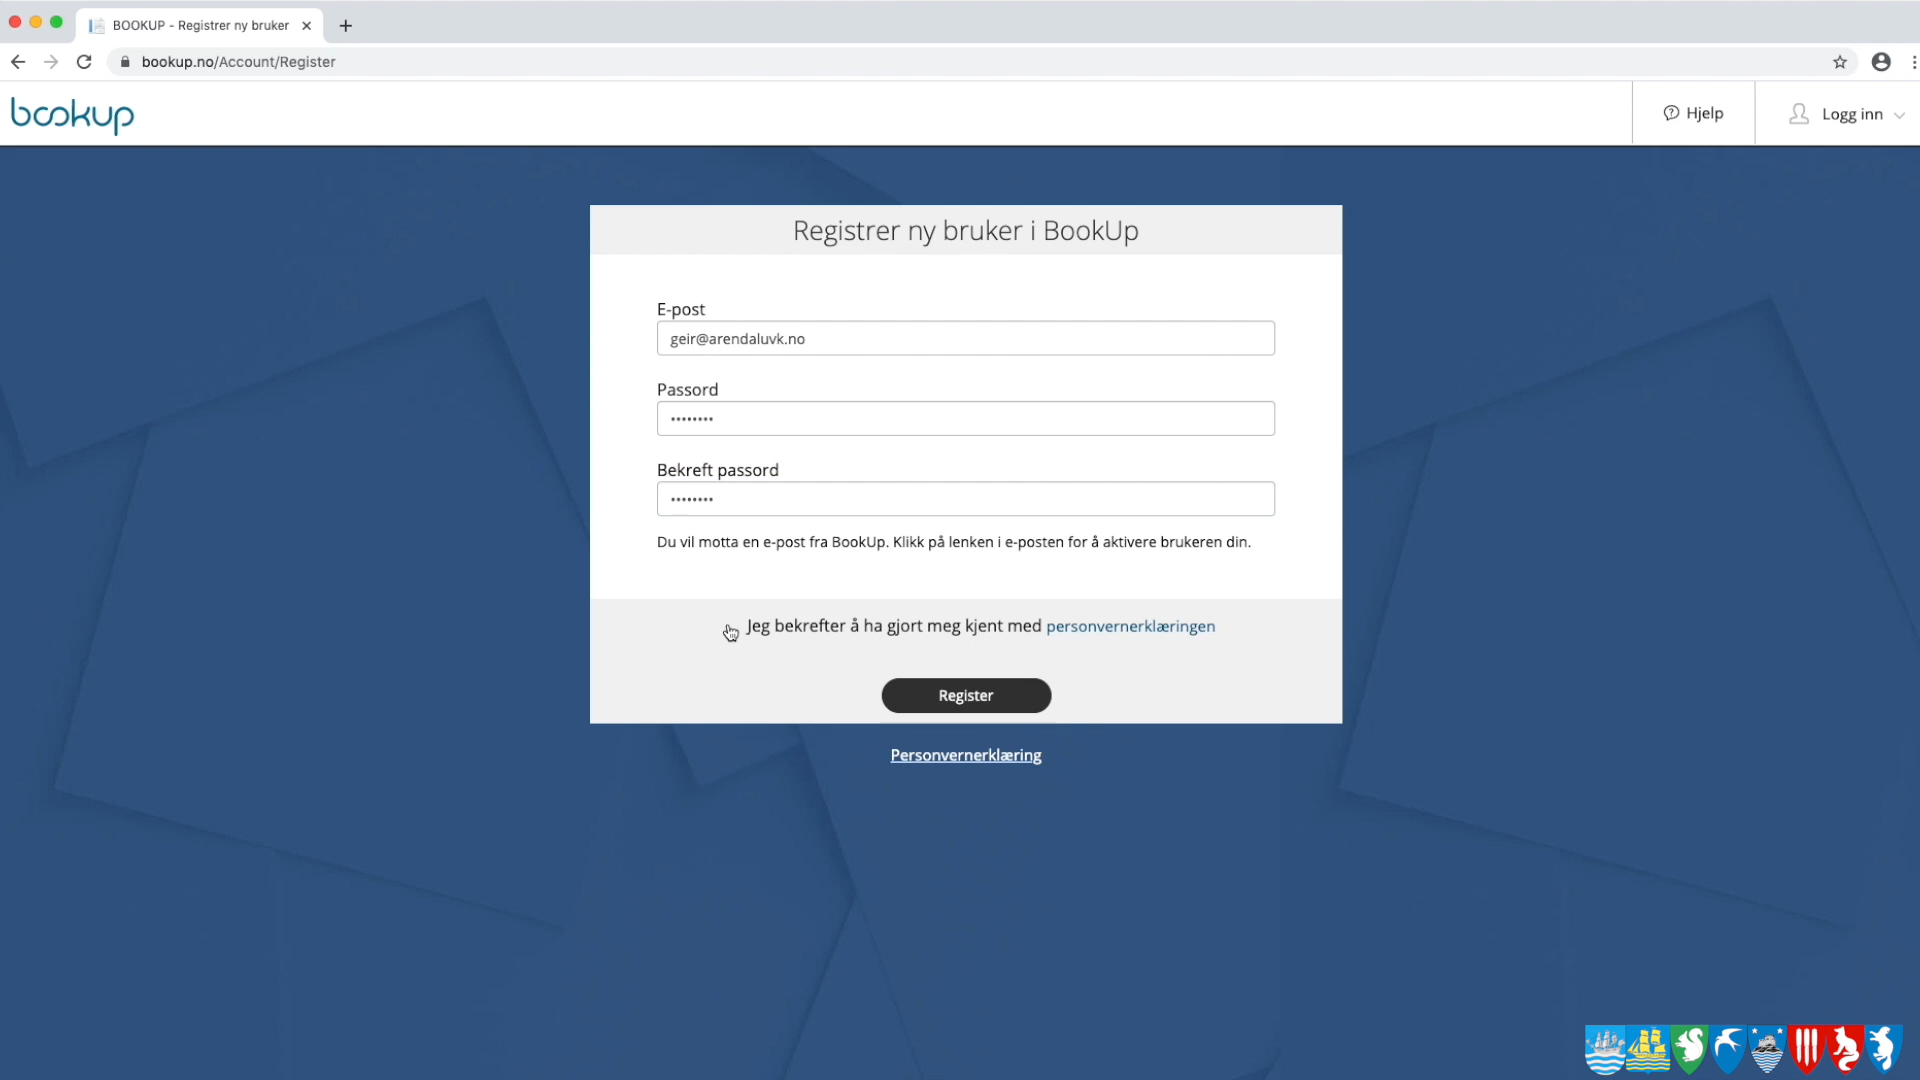 BOOKUP - Registrer ny bruker
bookup.no/Account/Register
bookup
Hjelp
Logg inn
Registrer ny bruker i BookUp
E-post
geir@arendaluvk.no
Passord
••••••••
Bekreft passord
••••••••
Du vil motta en e-post fra BookUp. Klikk på lenken i e-posten for å aktivere brukeren din.
Jeg bekrefter å ha gjort meg kjent med personvernerklæringen
Register
Personvernerklæring